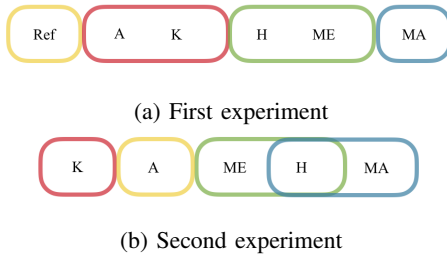 Ref A K H ME MA
(a) First experiment
K A ME H MA
(b) Second experiment